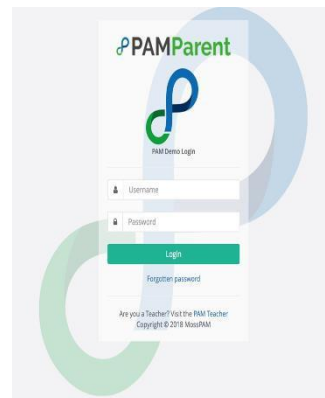 PAMParent
PAM Demo Login
Username
Password
Login
Forgotten password
Are you a Teacher? Visit the PAM Teacher
Copyright © 2018 MossPAM